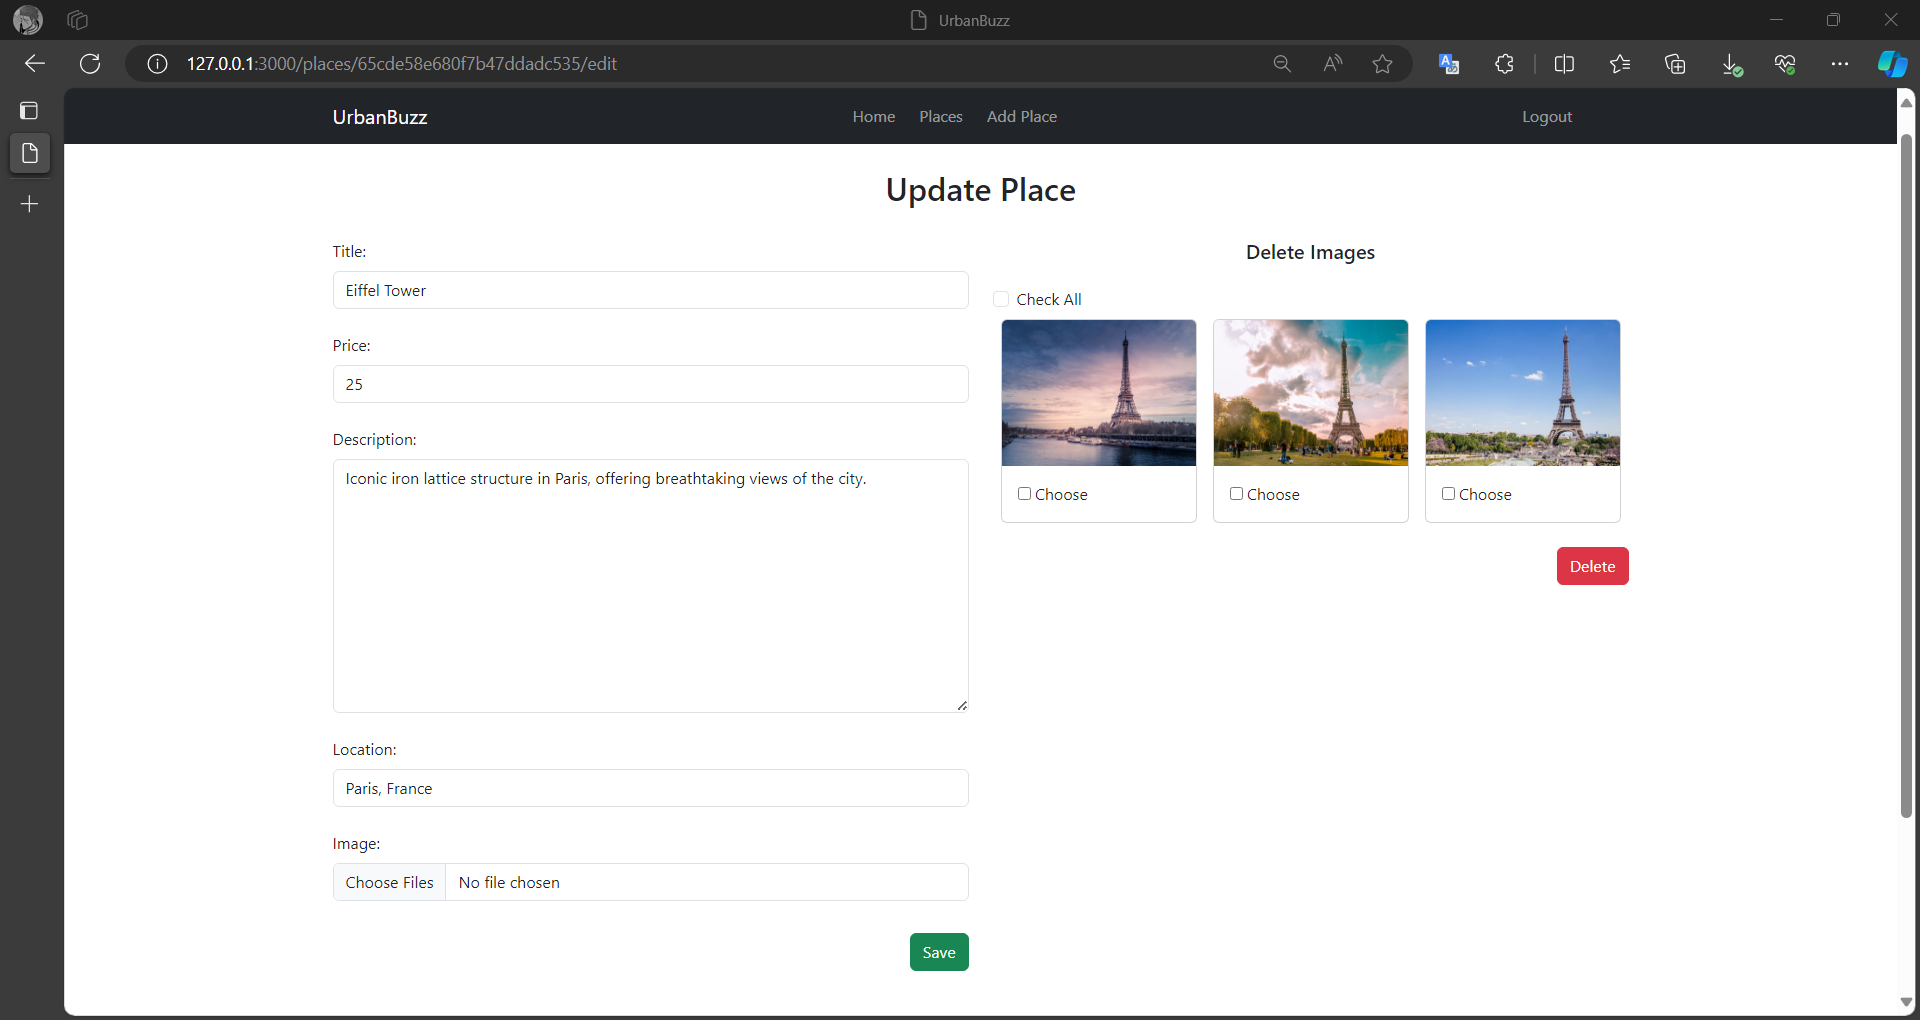 UrbanBuzz
127.0.0.1:3000/places/65cde58e680f7b47ddadc535/edit
UrbanBuzz Home Places Add Place Logout
Update Place
Title:
Eiffel Tower
Price:
25
Description:
Iconic iron lattice structure in Paris, offering breathtaking views of the city.
Location:
Paris, France
Image:
Choose Files No file chosen
Save
Delete Images
Check All
Choose Choose Choose
Delete